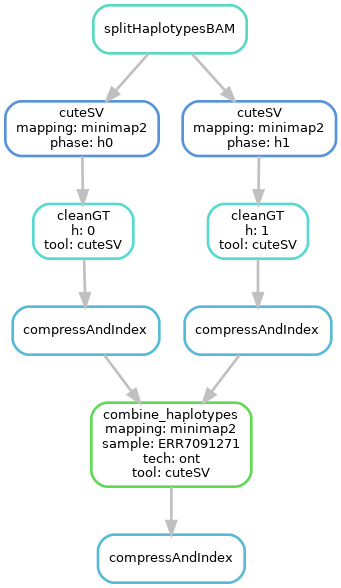 splitHaplotypesBAM
cuteSV
mapping: minimap2
phase: h0
cuteSV
mapping: minimap2
phase: h1
cleanGT
h: 0
tool: cuteSV
cleanGT
h: 1
tool: cuteSV
compressAndIndex
compressAndIndex
combine_haplotypes
mapping: minimap2
sample: ERR7091271
tech: ont
tool: cuteSV
compressAndIndex